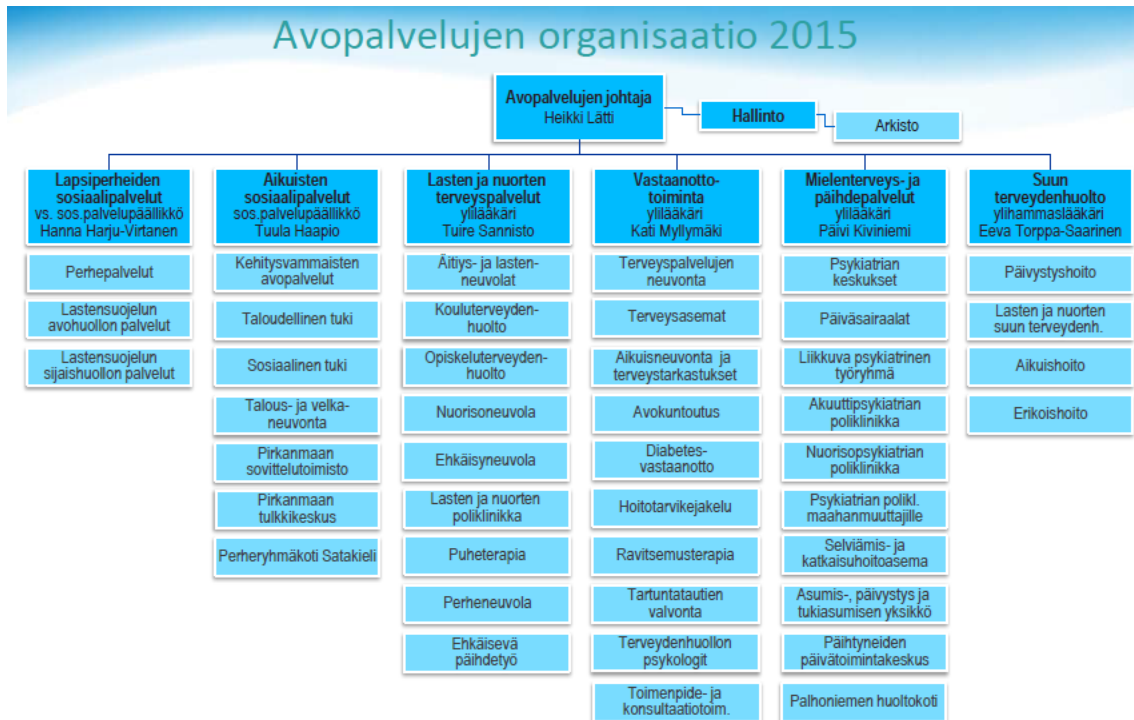 Avopalvelujen organisaatio 2015
Avopalvelujen johtaja
Heikki Lätti
Hallinto
Arkisto
Lapsiperheiden
sosiaalipalvelut
vs. sos.palvelupäällikkö
Hanna Harju-Virtanen
Perhepalvelut
Lastensuojelun
avohuollon palvelut
Lastensuojelun
sijaishuollon palvelut
Aikuisten
sosiaalipalvelut
sos.palvelupäällikkö
Tuula Haapio
Kehitysvammaisten
avopalvelut
Taloudellinen tuki
Sosiaalinen tuki
Talous- ja velka-
neuvonta
Pirkanmaan
sovittelutoimisto
Pirkanmaan
tulkkikeskus
Perheryhmäkoti Satakieli
Lasten ja nuorten
terveyspalvelut
ylilääkäri
Tuire Sannisto
Äitiys- ja lasten-
neuvolat
Kouluterveyden-
huolto
Opiskeluterveyden-
huolto
Nuorisoneuvola
Ehkäisyneuvola
Lasten ja nuorten
poliklinikka
Puheterapia
Perheneuvola
Ehkäisevä
päihdetyö
Vastaanotto-
toiminta
ylilääkäri
Kati Myllymäki
Terveyspalvelujen
neuvonta
Terveysasemat
Aikuisneuvonta ja
terveystarkastukset
Avokuntoutus
Diabetes-
vastaanotto
Hoitotarvikejakelu
Ravitsemusterapia
Tartuntatautien
valvonta
Terveydenhuollon
psykologit
Toimenpide- ja
konsultaatiotoim.
Mielenterveys- ja
päihdepalvelut
ylilääkäri
Päivi Kiviniemi
Psykiatrian
keskukset
Päiväsairaalat
Liikkuva psykiatrinen
työryhmä
Akuuttipsykiatrian
poliklinikka
Nuorisopsykiatrian
poliklinikka
Psykiatrian polikl.
maahanmuuttajille
Selviämis- ja
katkaisuhoitoasema
Asumis-, päivystys ja
tukiasumisen yksikkö
Päihtyneiden
päivätoimintakeskus
Palhoniemen huoltokoti
Suun
terveydenhuolto
ylihammaslääkäri
Eeva Torppa-Saarinen
Päivystyshoito
Lasten ja nuorten
suun terveydenh.
Aikuishoito
Erikoishoito